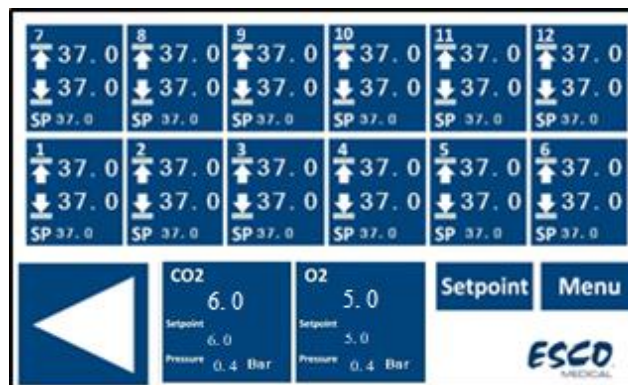 7 8 9 10 11 12
37.0 37.0 37.0 37.0 37.0 37.0
37.0 37.0 37.0 37.0 37.0 37.0
SP 37.0 SP 37.0 SP 37.0 SP 37.0 SP 37.0 SP 37.0
1 2 3 4 5 6
37.0 37.0 37.0 37.0 37.0 37.0
37.0 37.0 37.0 37.0 37.0 37.0
SP 37.0 SP 37.0 SP 37.0 SP 37.0 SP 37.0 SP 37.0
CO2
6.0
Setpoint
6.0
Pressure 0.4 Bar
O2
5.0
Setpoint
5.0
Pressure 0.4 Bar
Setpoint
Menu
ESCO
MEDICAL